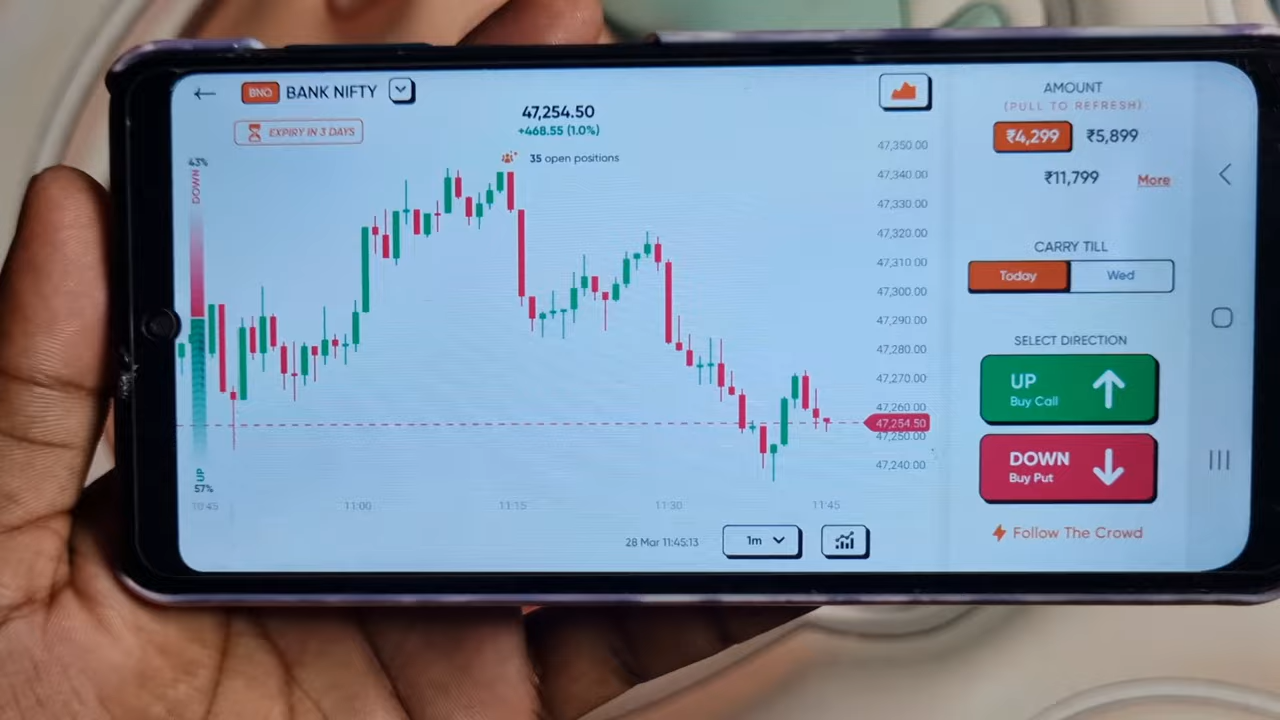 BNO BANK NIFTY
EXPIRY IN 3 DAYS
47,254.50
+468.55 (1.0%)
35 open positions
43%
DOWN
UP
57%
47,350.00
47,340.00
47,330.00
47,320.00
47,310.00
47,300.00
47,290.00
47,280.00
47,270.00
47,260.00
47,254.50
47,250.00
47,240.00
10:45 11:00 11:15 11:30 11:45
28 Mar 11:45:13 1m
AMOUNT
(PULL TO REFRESH)
₹4,299 ₹5,899
₹11,799 More
CARRY TILL
Today Wed
SELECT DIRECTION
UP
Buy Call
DOWN
Buy Put
Follow The Crowd